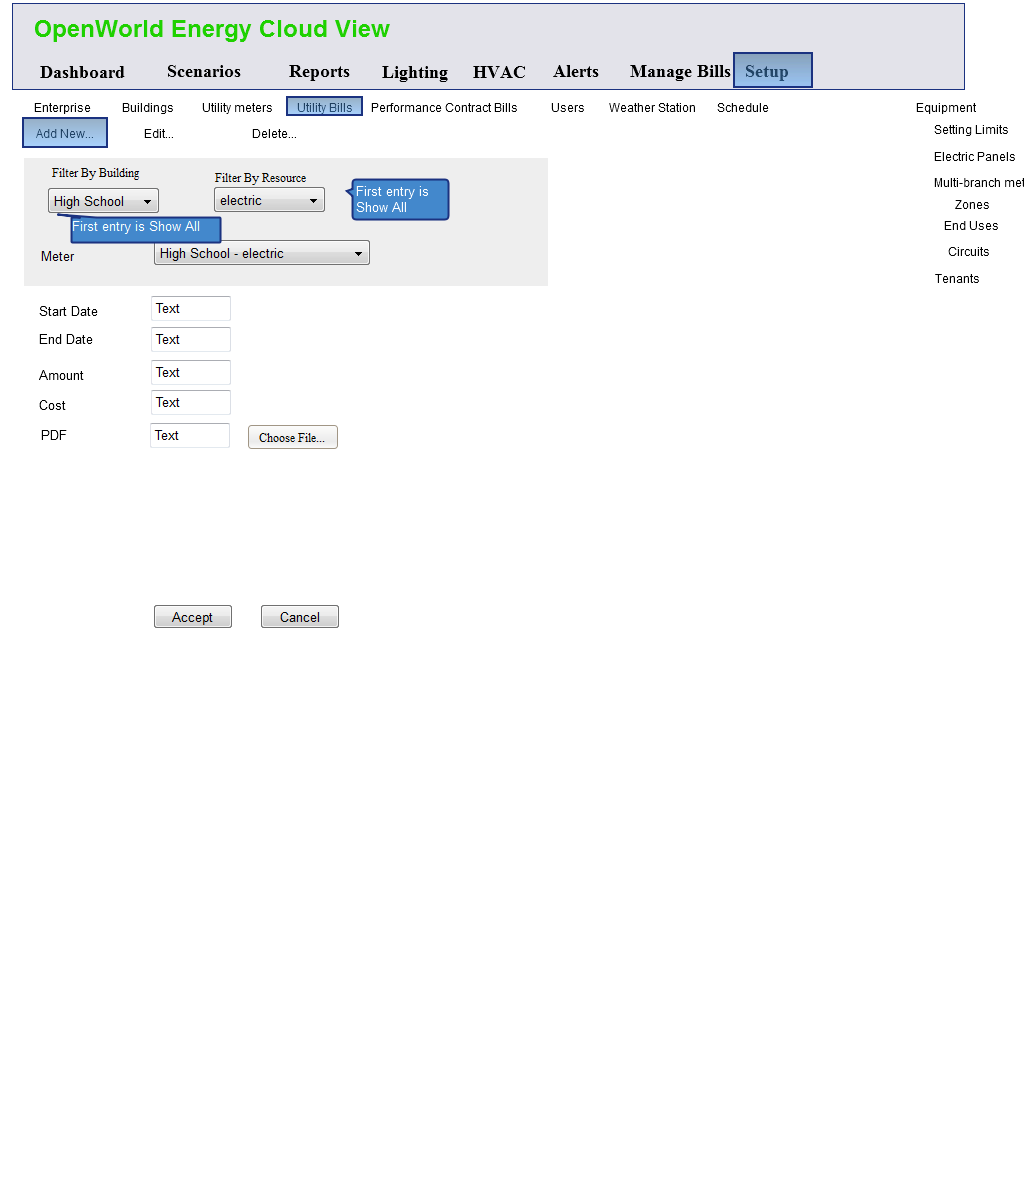 OpenWorld Energy Cloud View
Dashboard Scenarios Reports Lighting HVAC Alerts Manage Bills Setup
Enterprise Buildings Utility meters Utility Bills Performance Contract Bills Users Weather Station Schedule Equipment
Add New... Edit... Delete... Setting Limits
Electric Panels
Filter By Building Filter By Resource
Multi-branch met
High School electric First entry is
Show All
Zones
First entry is Show All
End Uses
Meter High School - electric
Circuits
Tenants
Start Date Text
End Date Text
Amount Text
Cost Text
PDF Text Choose File...
Accept Cancel